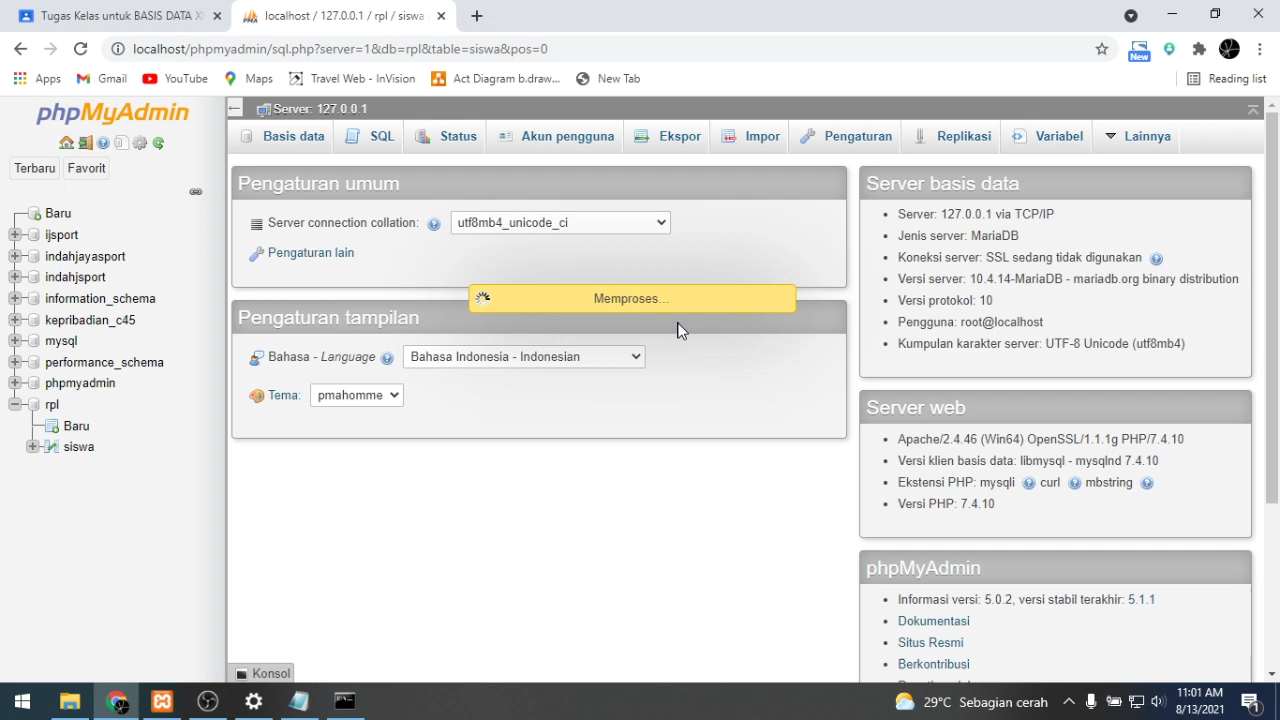 Tugas Kelas untuk BASIS DATA X
localhost / 127.0.0.1 / rpl / siswa
localhost/phpmyadmin/sql.php?server=1&db=rpl&table=siswa&pos=0
New
Apps
Gmail
YouTube
Maps
Travel Web - InVision
Act Diagram b.draw...
New Tab
Reading list
phpMyAdmin
Terbaru
Favorit
Baru
ijsport
indahjayasport
indahjsport
information_schema
kepribadian_c45
mysql
performance_schema
phpmyadmin
rpl
Baru
siswa
Server: 127.0.0.1
Basis data
SQL
Status
Akun pengguna
Ekspor
Impor
Pengaturan
Replikasi
Variabel
Lainnya
Pengaturan umum
Server connection collation:
utf8mb4_unicode_ci
Pengaturan lain
Memproses...
Pengaturan tampilan
Bahasa - Language
Bahasa Indonesia - Indonesian
Tema:
pmahomme
Server basis data
Server: 127.0.0.1 via TCP/IP
Jenis server: MariaDB
Koneksi server: SSL sedang tidak digunakan
Versi server: 10.4.14-MariaDB - mariadb.org binary distribution
Versi protokol: 10
Pengguna: root@localhost
Kumpulan karakter server: UTF-8 Unicode (utf8mb4)
Server web
Apache/2.4.46 (Win64) OpenSSL/1.1.1g PHP/7.4.10
Versi klien basis data: libmysql - mysqlnd 7.4.10
Ekstensi PHP: mysqli curl mbstring
Versi PHP: 7.4.10
phpMyAdmin
Informasi versi: 5.0.2, versi stabil terakhir: 5.1.1
Dokumentasi
Situs Resmi
Berkontribusi
Konsol
29°C Sebagian cerah
11:01 AM
8/13/2021
1